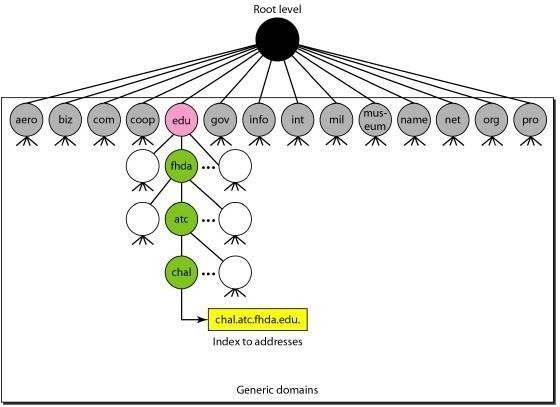 Root level
aero biz com coop edu gov info int mil mus-
eum name net org pro
fhda
atc
chal
chal.atc.fhda.edu.
Index to addresses
Generic domains